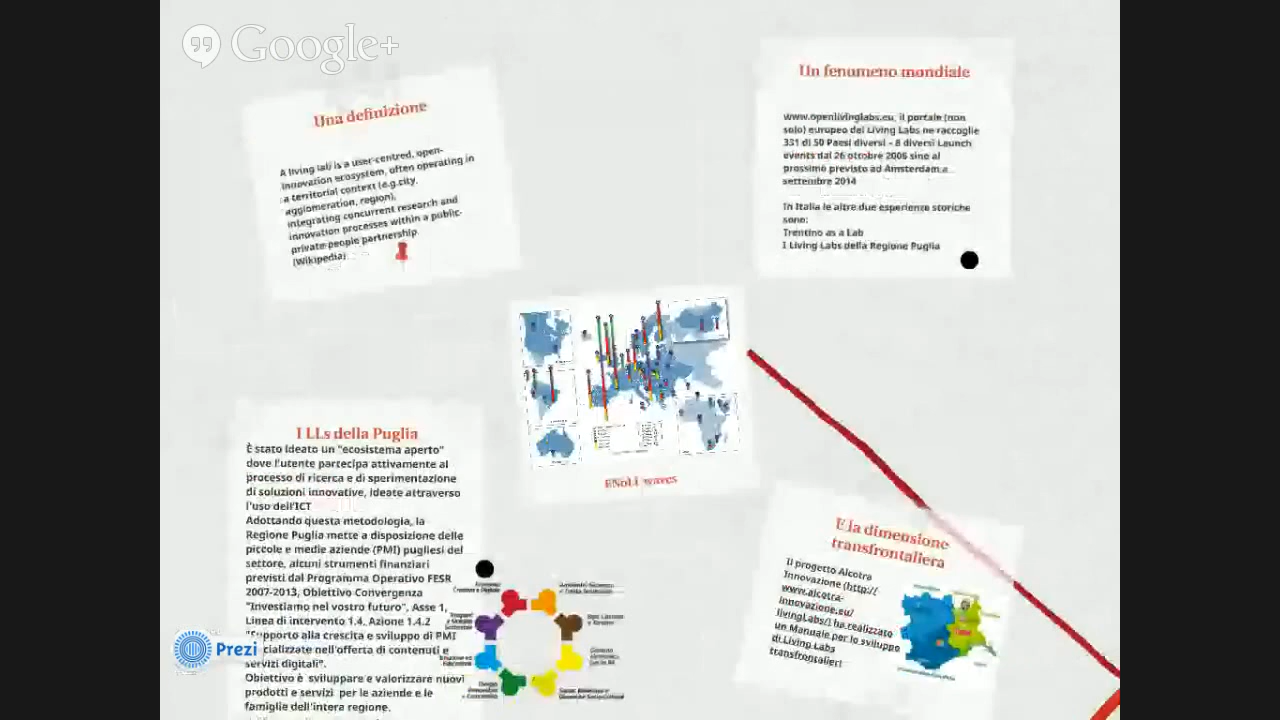 Google+
Una definizione
A living lab is a user-centred, open-
innovation ecosystem, often operating in
a territorial context (e.g.city,
agglomeration, region),
integrating concurrent research and
innovation processes within a public-
private-people partnership.
(Wikipedia)
Un fenumeno mondiale
www.openlivinglabs.eu, il portale (non
solo) europeo dei Living Labs ne raccoglie
331 di 50 Paesi diversi - 8 diversi Launch
events dal 26 ottobre 2006 sino al
prossimo previsto ad Amsterdam a
settembre 2014
In Italia le altre due esperienze storiche
sono:
Trentino as a Lab
I Living Labs della Regione Puglia
ENoLL waves
I LLs della Puglia
È stato ideato un "ecosistema aperto"
dove l'utente partecipa attivamente al
processo di ricerca e di sperimentazione
di soluzioni innovative, ideate attraverso
l'uso dell'ICT
Adottando questa metodologia, la
Regione Puglia mette a disposizione delle
piccole e medie aziende (PMI) pugliesi del
settore, alcuni strumenti finanziari
previsti dal Programma Operativo FESR
2007-2013, Obiettivo Convergenza
"Investiamo nel vostro futuro", Asse 1,
Linea di intervento 1.4, Azione 1.4.2
"Supporto alla crescita e sviluppo di PMI
specializzate nell'offerta di contenuti e
servizi digitali".
Obiettivo è sviluppare e valorizzare nuovi
prodotti e servizi per le aziende e le
famiglie dell'intera regione.
Prezi
E la dimensione
transfrontaliera
Il progetto Alcotra
Innovazione (http://
www.alcotra-
innovazione.eu/
livingLabs/) ha realizzato
un Manuale per lo sviluppo
di Living Labs
transfrontalieri